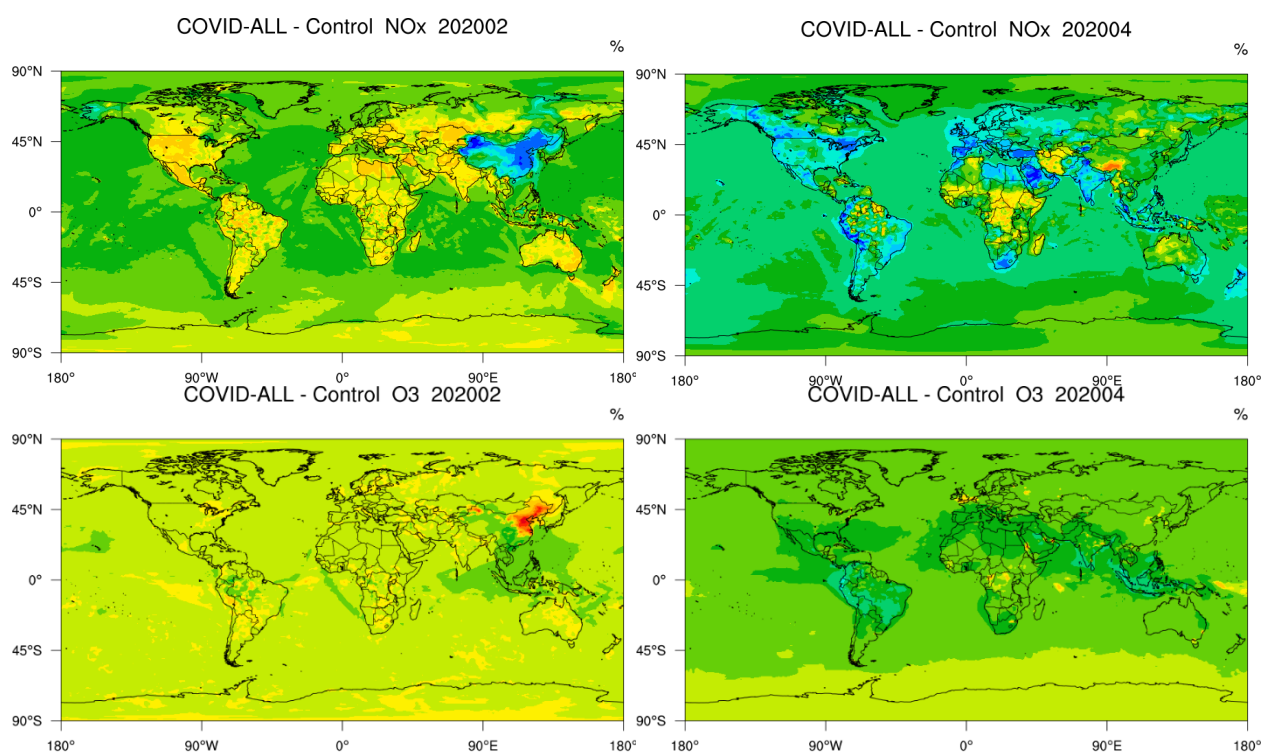 COVID-ALL - Control NOx 202002
%
90°N
45°N
0°
45°S
90°S
180° 90°W 0° 90°E 180°
COVID-ALL - Control NOx 202004
%
90°N
45°N
0°
45°S
90°S
180° 90°W 0° 90°E 180°
COVID-ALL - Control O3 202002
%
90°N
45°N
0°
45°S
90°S
180° 90°W 0° 90°E 180°
COVID-ALL - Control O3 202004
%
90°N
45°N
0°
45°S
90°S
180° 90°W 0° 90°E 180°